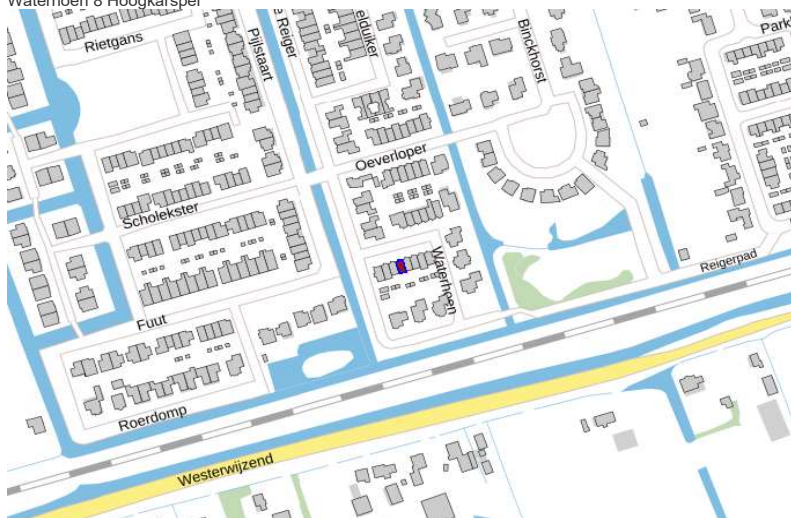 Waterhoen 8 Hoogkarspel
Rietgans
Pijlstaart
Reiger
Binckhorst
Park
Oeverloper
Scholekster
Waterhoen
Reigerpad
Fuut
Roerdomp
Westerwijzend